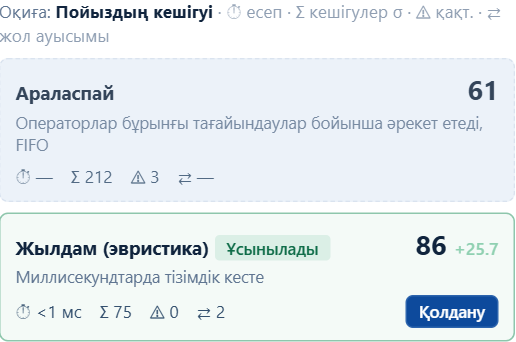 Оқиға: Пойыздың кешігуі · ⏱ есеп · Σ кешігулер σ · ⚠ қақт. · ⇄
жол ауысымы
Араласпай 61
Операторлар бұрынғы тағайындаулар бойынша әрекет етеді,
FIFO
⏱ — Σ 212 ⚠ 3 ⇄ —
Жылдам (эвристика) Ұсынылады 86 +25.7
Миллисекундтарда тізімдік кесте
⏱ <1 мс Σ 75 ⚠ 0 ⇄ 2 Қолдану